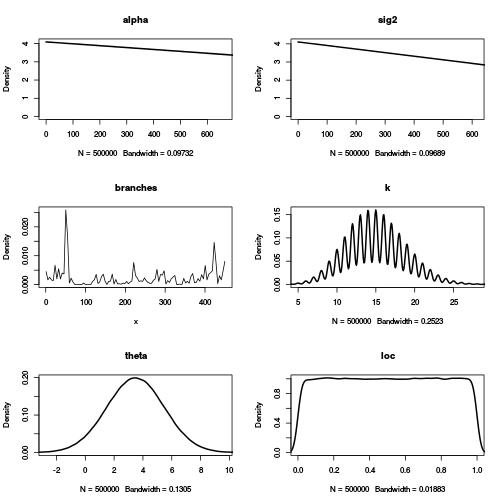 alpha
Density
0 1 2 3 4
0 100 200 300 400 500 600
N = 500000 Bandwidth = 0.09732
sig2
Density
0 1 2 3 4
0 100 200 300 400 500 600
N = 500000 Bandwidth = 0.09689
branches
Density
0.000 0.010 0.020
0 100 200 300 400
x
k
Density
0.00 0.05 0.10 0.15
5 10 15 20 25
N = 500000 Bandwidth = 0.2523
theta
Density
0.00 0.10 0.20
-2 0 2 4 6 8 10
N = 500000 Bandwidth = 0.1305
loc
Density
0.0 0.4 0.8
0.0 0.2 0.4 0.6 0.8 1.0
N = 500000 Bandwidth = 0.01883